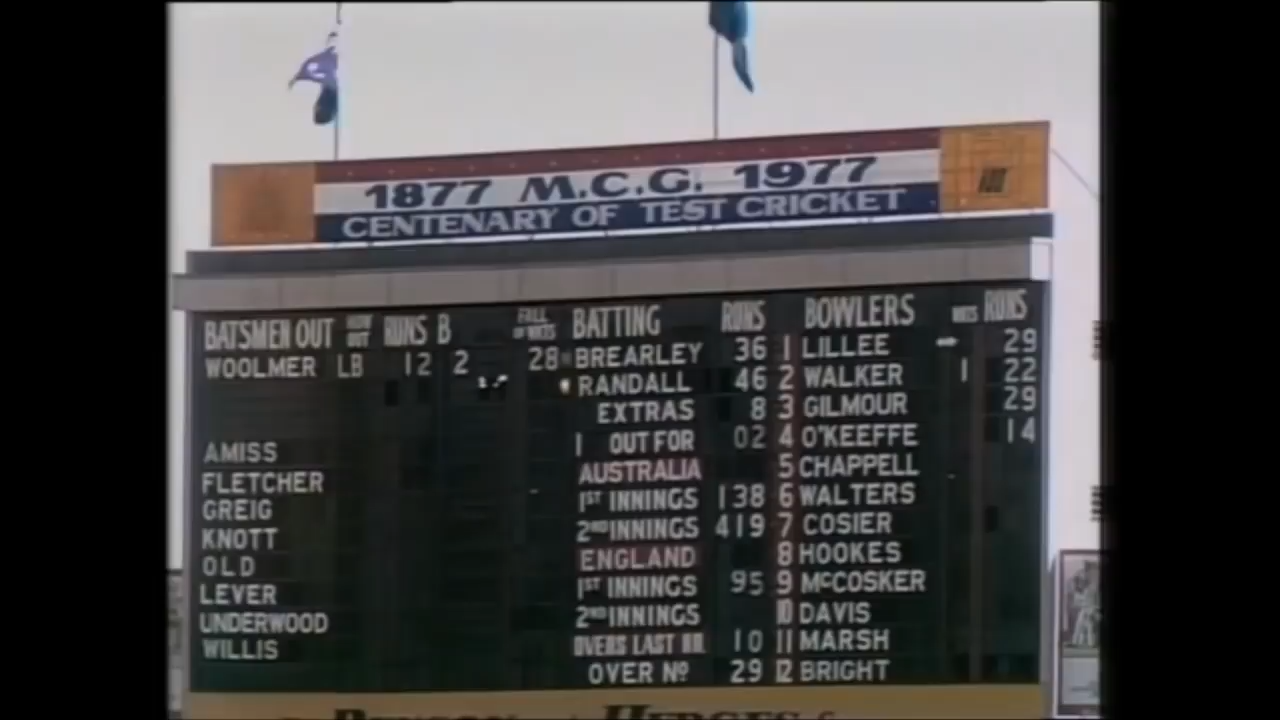 1877 M.C.G. 1977
CENTENARY OF TEST CRICKET
BATSMEN OUT HOW OUT RUNS B FALL OF WKTS BATTING RUNS BOWLERS WKTS RUNS
WOOLMER LB 12 2 28 BREARLEY 36 1 LILLEE 29
RANDALL 46 2 WALKER 1 22
EXTRAS 8 3 GILMOUR 29
1 OUT FOR 02 4 O'KEEFFE 14
AMISS AUSTRALIA 5 CHAPPELL
FLETCHER 1ST INNINGS 138 6 WALTERS
GREIG 2ND INNINGS 419 7 COSIER
KNOTT ENGLAND 8 HOOKES
OLD 1ST INNINGS 95 9 McCOSKER
LEVER 2ND INNINGS 10 DAVIS
UNDERWOOD OVERS LAST HR. 10 11 MARSH
WILLIS OVER Nº 29 12 BRIGHT